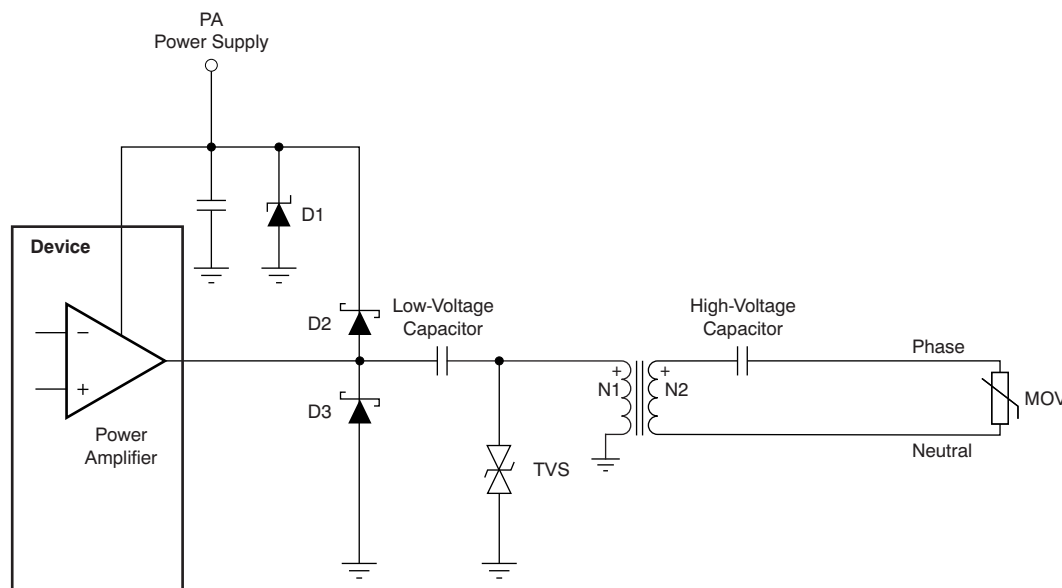 PA
Power Supply
D1
Device
D2
Low-Voltage
Capacitor
High-Voltage
Capacitor
Phase
−
+
+
N1
+
N2
MOV
D3
Power
Amplifier
TVS
Neutral